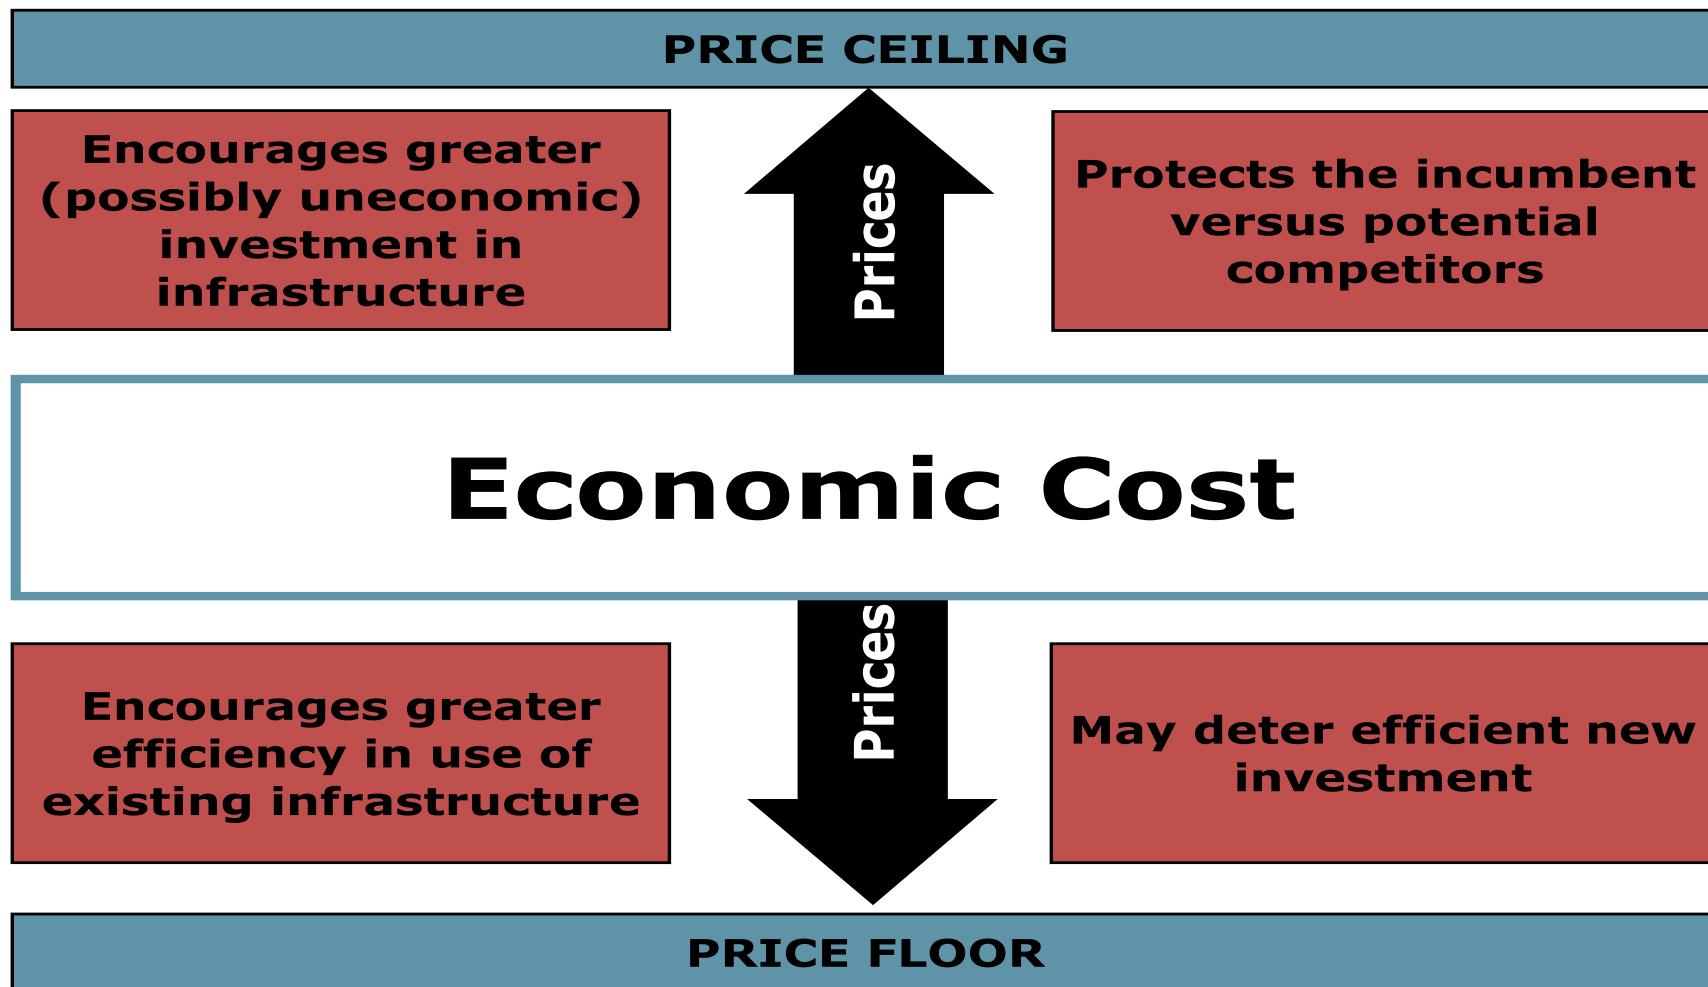 PRICE CEILING
Encourages greater
(possibly uneconomic)
investment in
infrastructure
Prices
Protects the incumbent
versus potential
competitors
Economic Cost
Encourages greater
efficiency in use of
existing infrastructure
Prices
May deter efficient new
investment
PRICE FLOOR